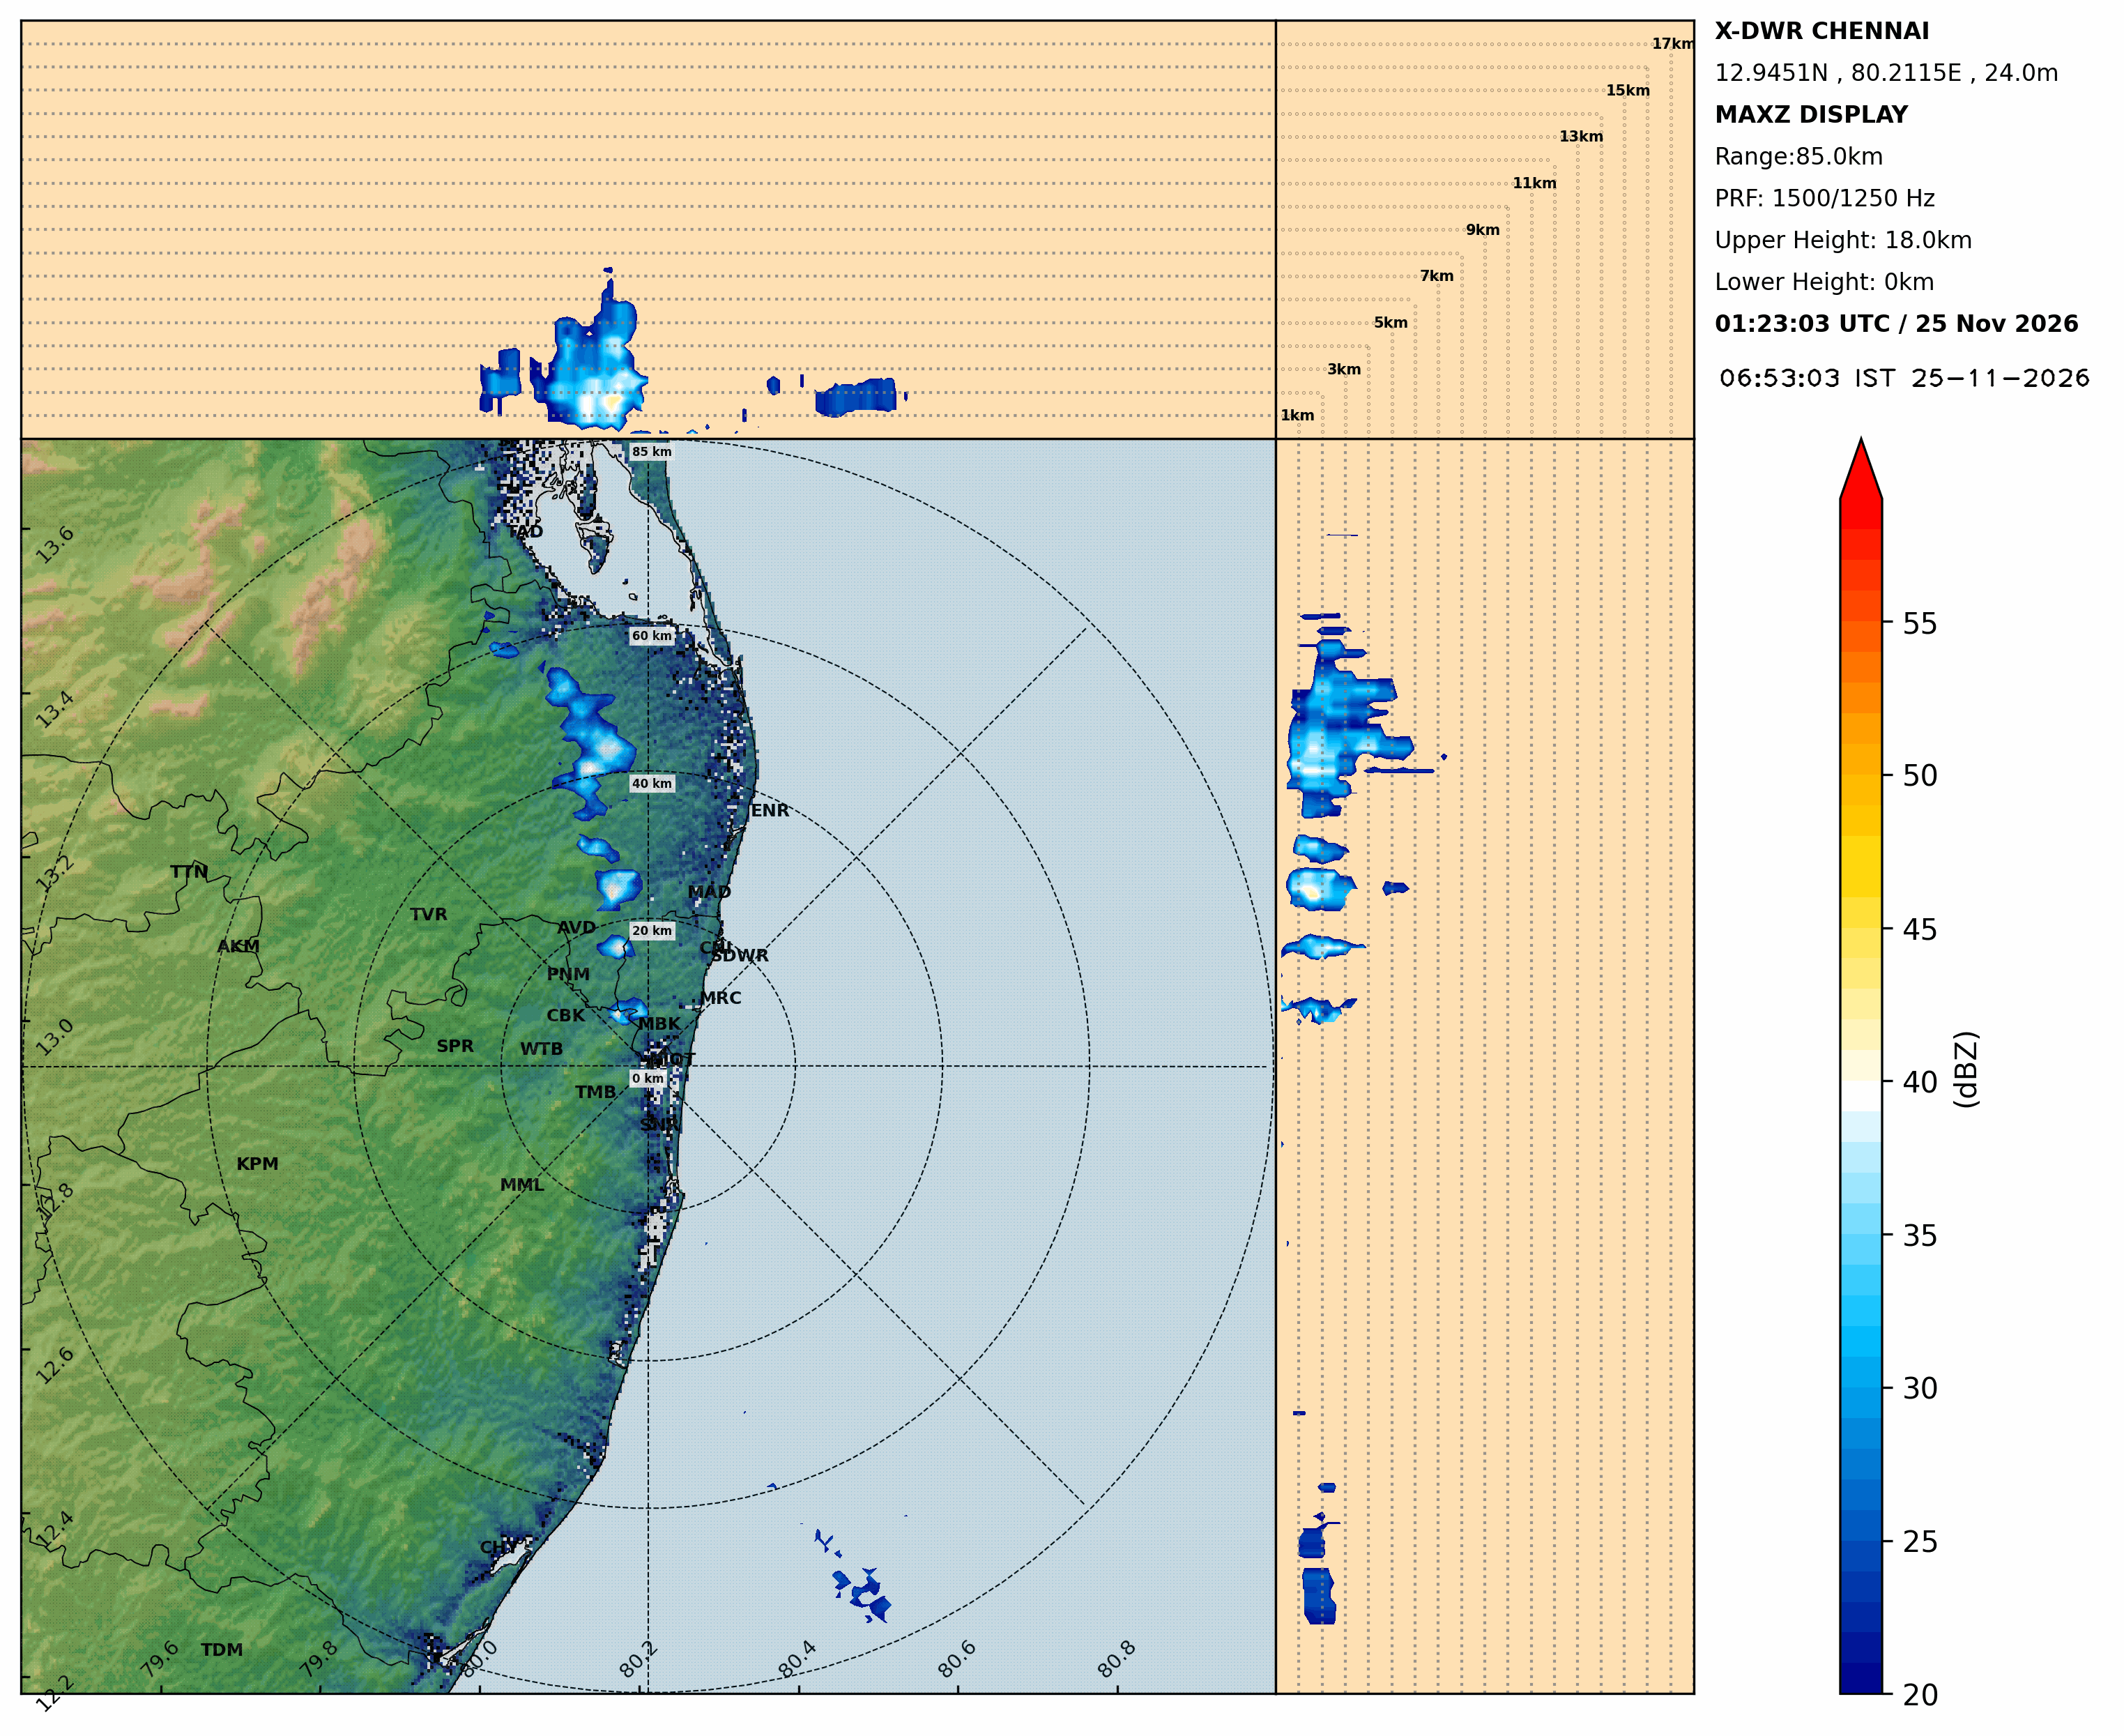 X-DWR CHENNAI
12.9451N , 80.2115E , 24.0m
MAXZ DISPLAY
Range:85.0km
PRF: 1500/1250 Hz
Upper Height: 18.0km
Lower Height: 0km
01:23:03 UTC / 25 Nov 2026
06:53:03 IST 25-11-2026
17km
15km
13km
11km
9km
7km
5km
3km
1km
85 km
60 km
40 km
20 km
0 km
TAD
ENR
TTN
MAD
TVR
AVD
AKM
SDWR
PNM
MRC
CBK
MBK
SPR
WTB
TMB
SNR
KPM
MML
CHY
TDM
13.6
13.4
13.2
13.0
12.8
12.6
12.4
12.2
79.6
79.8
80.0
80.2
80.4
80.6
80.8
55
50
45
40
35
30
25
20
(dBZ)